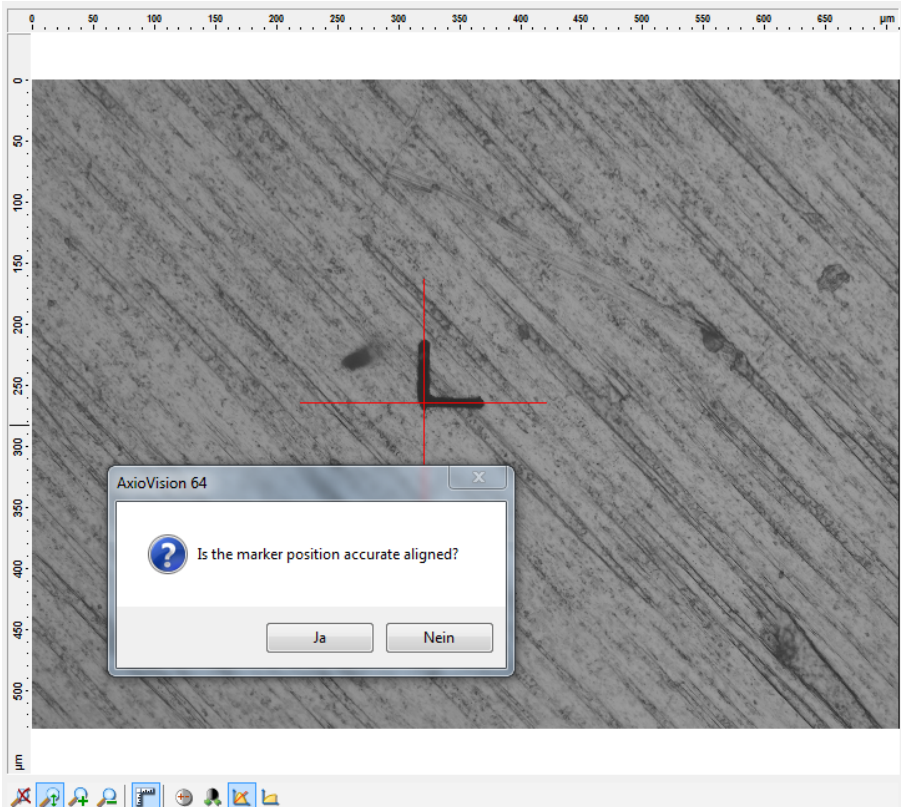 0 50 100 150 200 250 300 350 400 450 500 550 600 650 µm
0
50
100
150
200
250
300
350
400
450
500
µm
AxioVision 64
Is the marker position accurate aligned?
Ja Nein